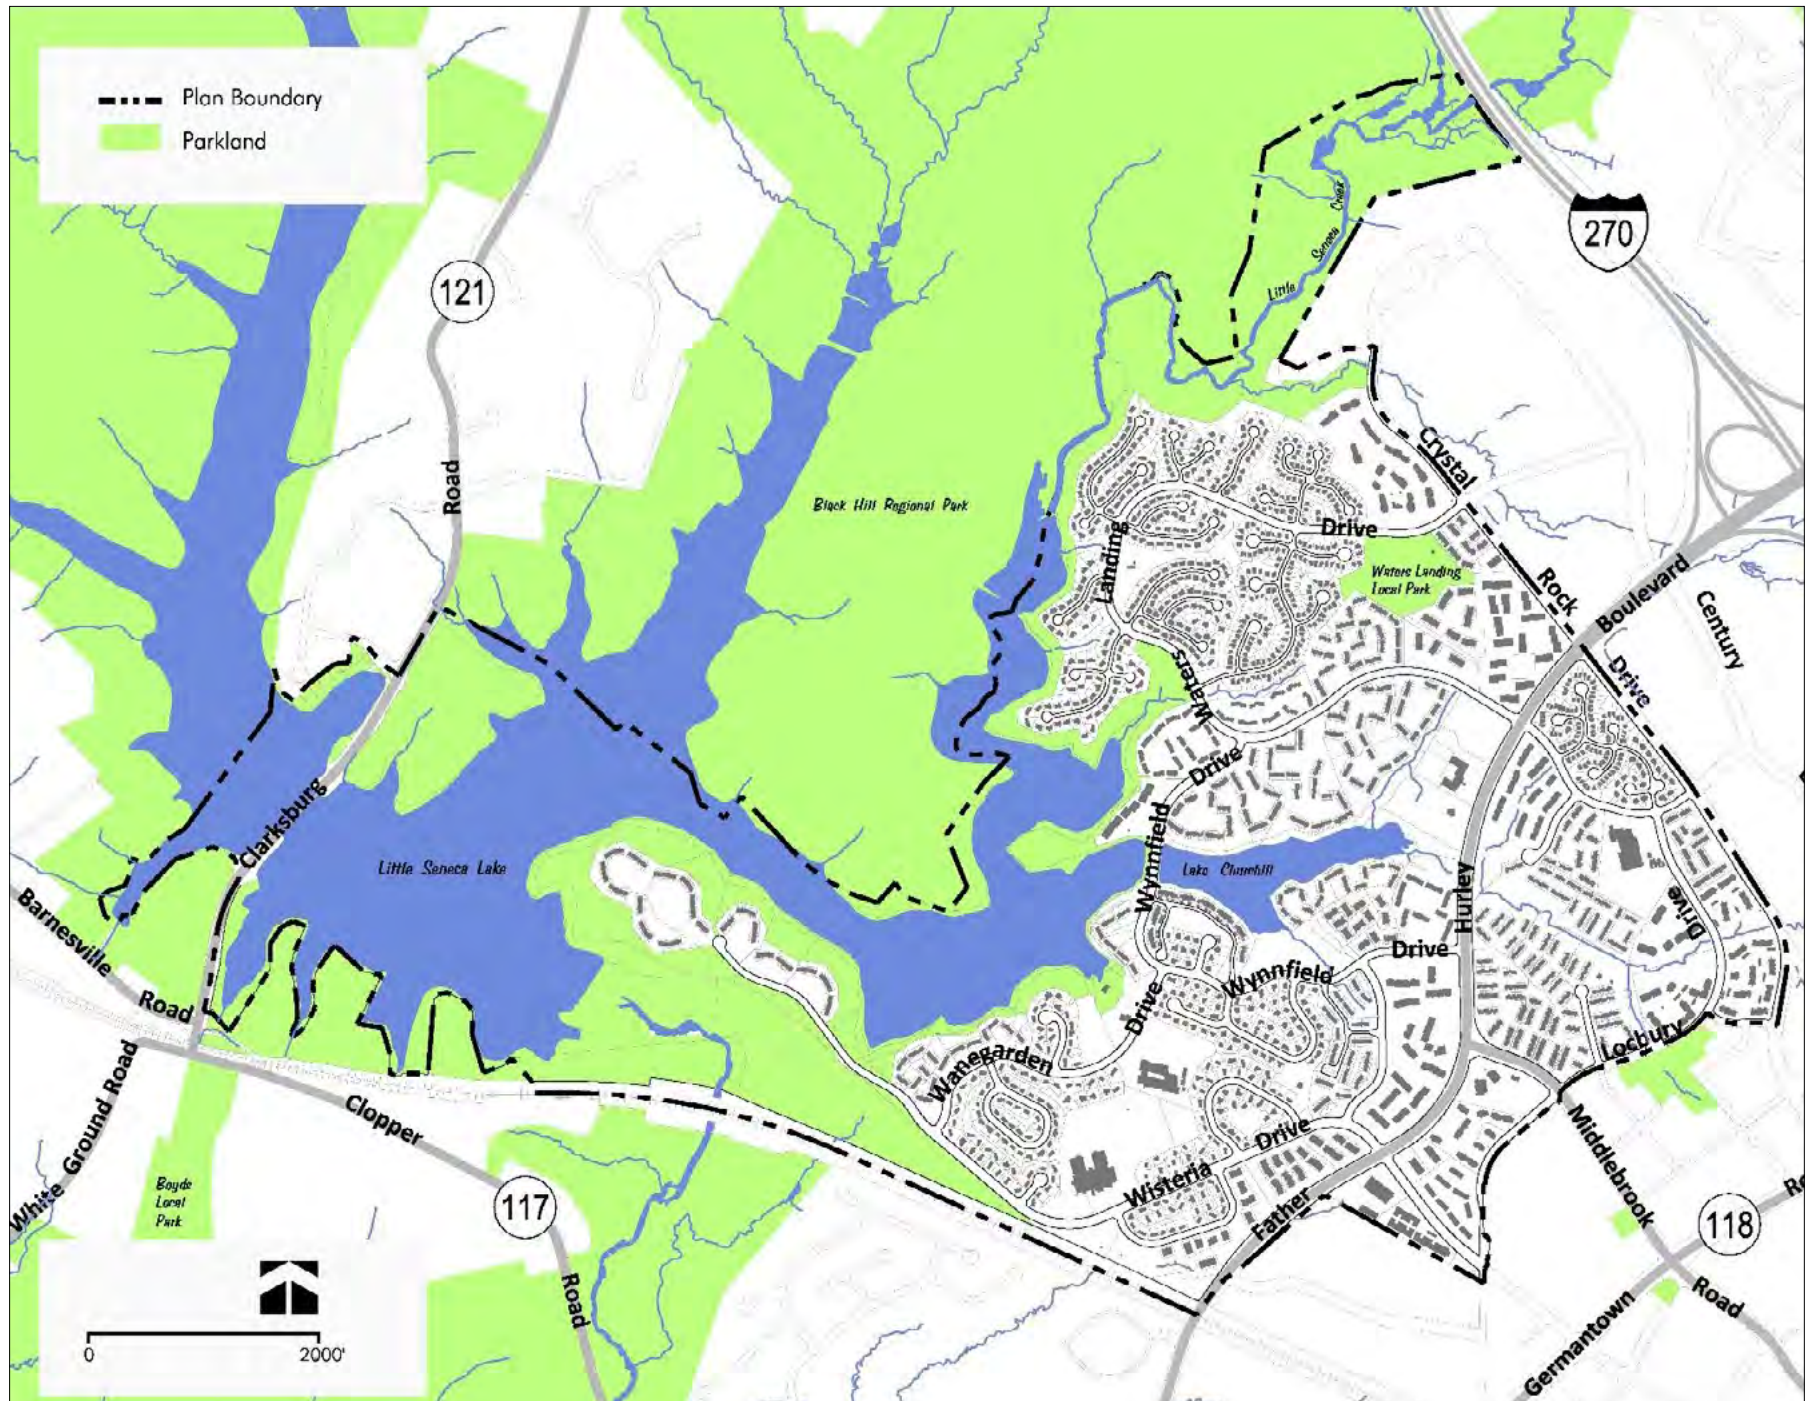 Plan Boundary
Parkland
270
121
Little Seneca Creek
Crystal
Road
Black Hill Regional Park
Drive
Landing
Waters Landing
Local Park
Rock
Boulevard
Century
Waters
Drive
Drive
Clarksburg
Wynnfield
Little Seneca Lake
Lake Churchill
Hurley
Drive
Barnesville
Road
Drive
Wynnfield
Drive
Locbury
Wanegarden
White Ground Road
Clopper
Middlebrook
Drive
Wisteria
Boyds
Local
Park
117
Father
118
Road
Road
Germantown
0 2000'